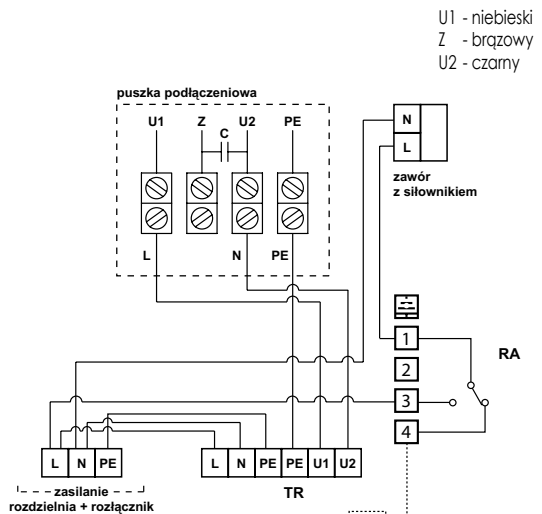 U1 - niebieski
Z - brązowy
U2 - czarny
puszka podłączeniowa
U1 Z U2 PE
C
N
L
zawór
z siłownikiem
L N PE
1
RA
2
3
4
L N PE
L N PE PE U1 U2
zasilanie
rozdzielnia + rozłącznik
TR